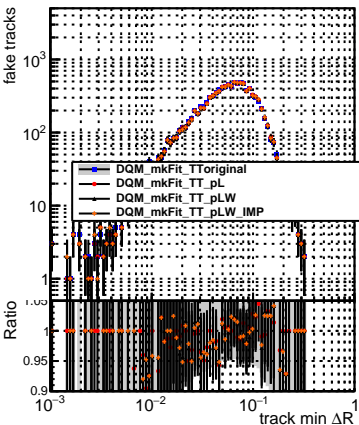 fake tracks
10³
10²
10
1
DQM_mkFit_TToriginal
DQM_mkFit_TT_pL
DQM_mkFit_TT_pLW
DQM_mkFit_TT_pLW_IMP
Ratio
1.05
1
0.95
0.9
10⁻³ 10⁻² 10⁻¹ 1
track min ΔR